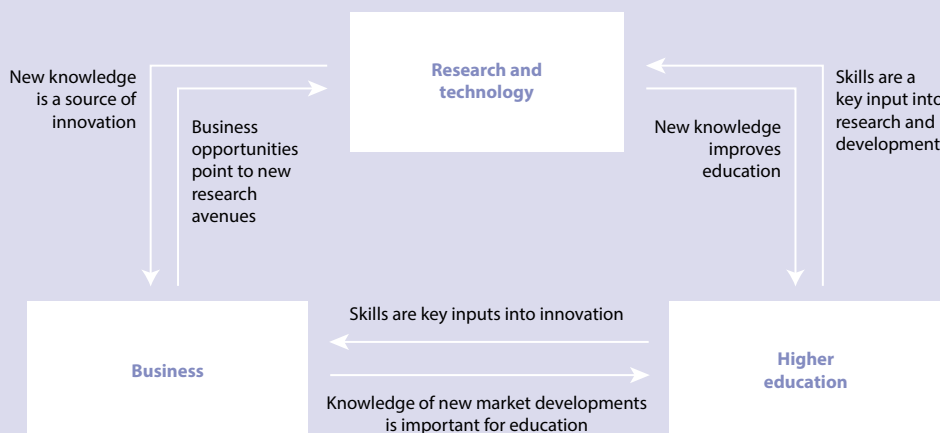 Research and
technology
New knowledge
is a source of
innovation
Business
opportunities
point to new
research
avenues
New knowledge
improves
education
Skills are a
key input into
research and
development
Skills are key inputs into innovation
Business
Higher
education
Knowledge of new market developments
is important for education